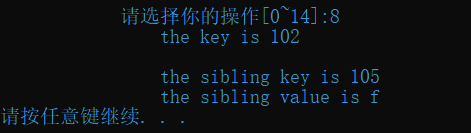 请选择你的操作[0~14]:8
the key is 102
the sibling key is 105
the sibling value is f
请按任意键继续. . .